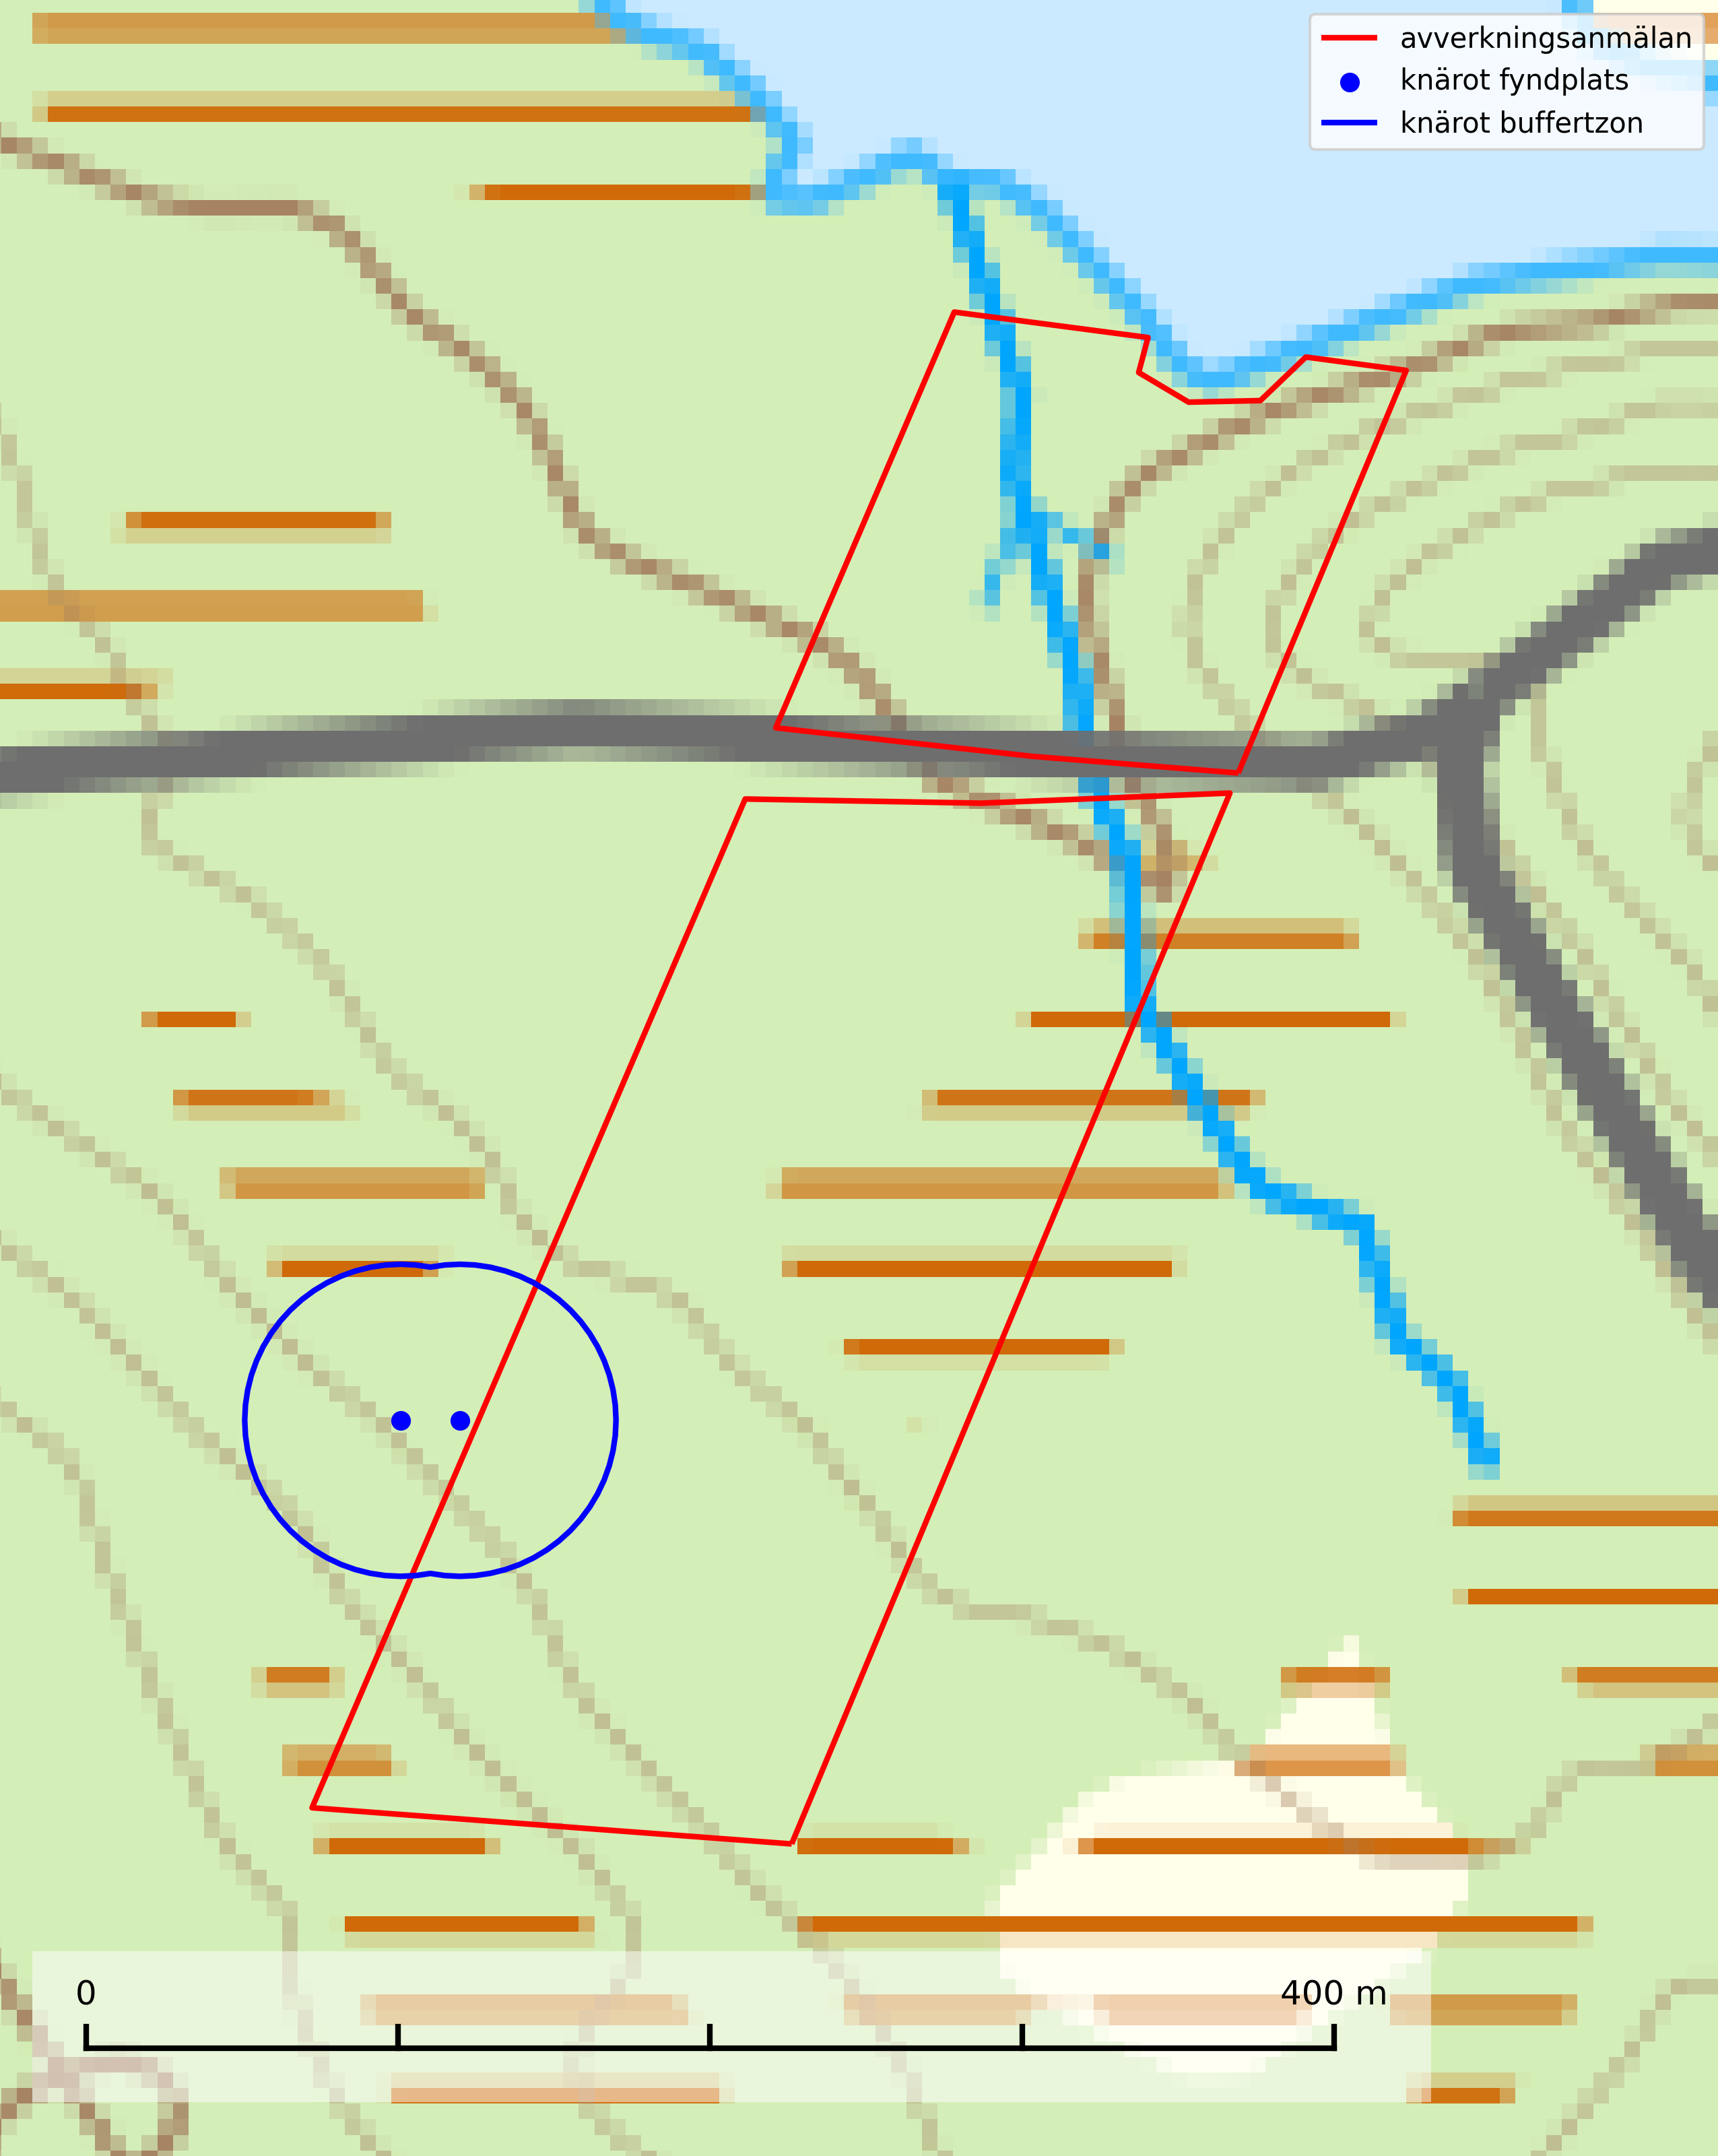 avverkningsanmälan
knärot fyndplats
knärot buffertzon
0 400 m